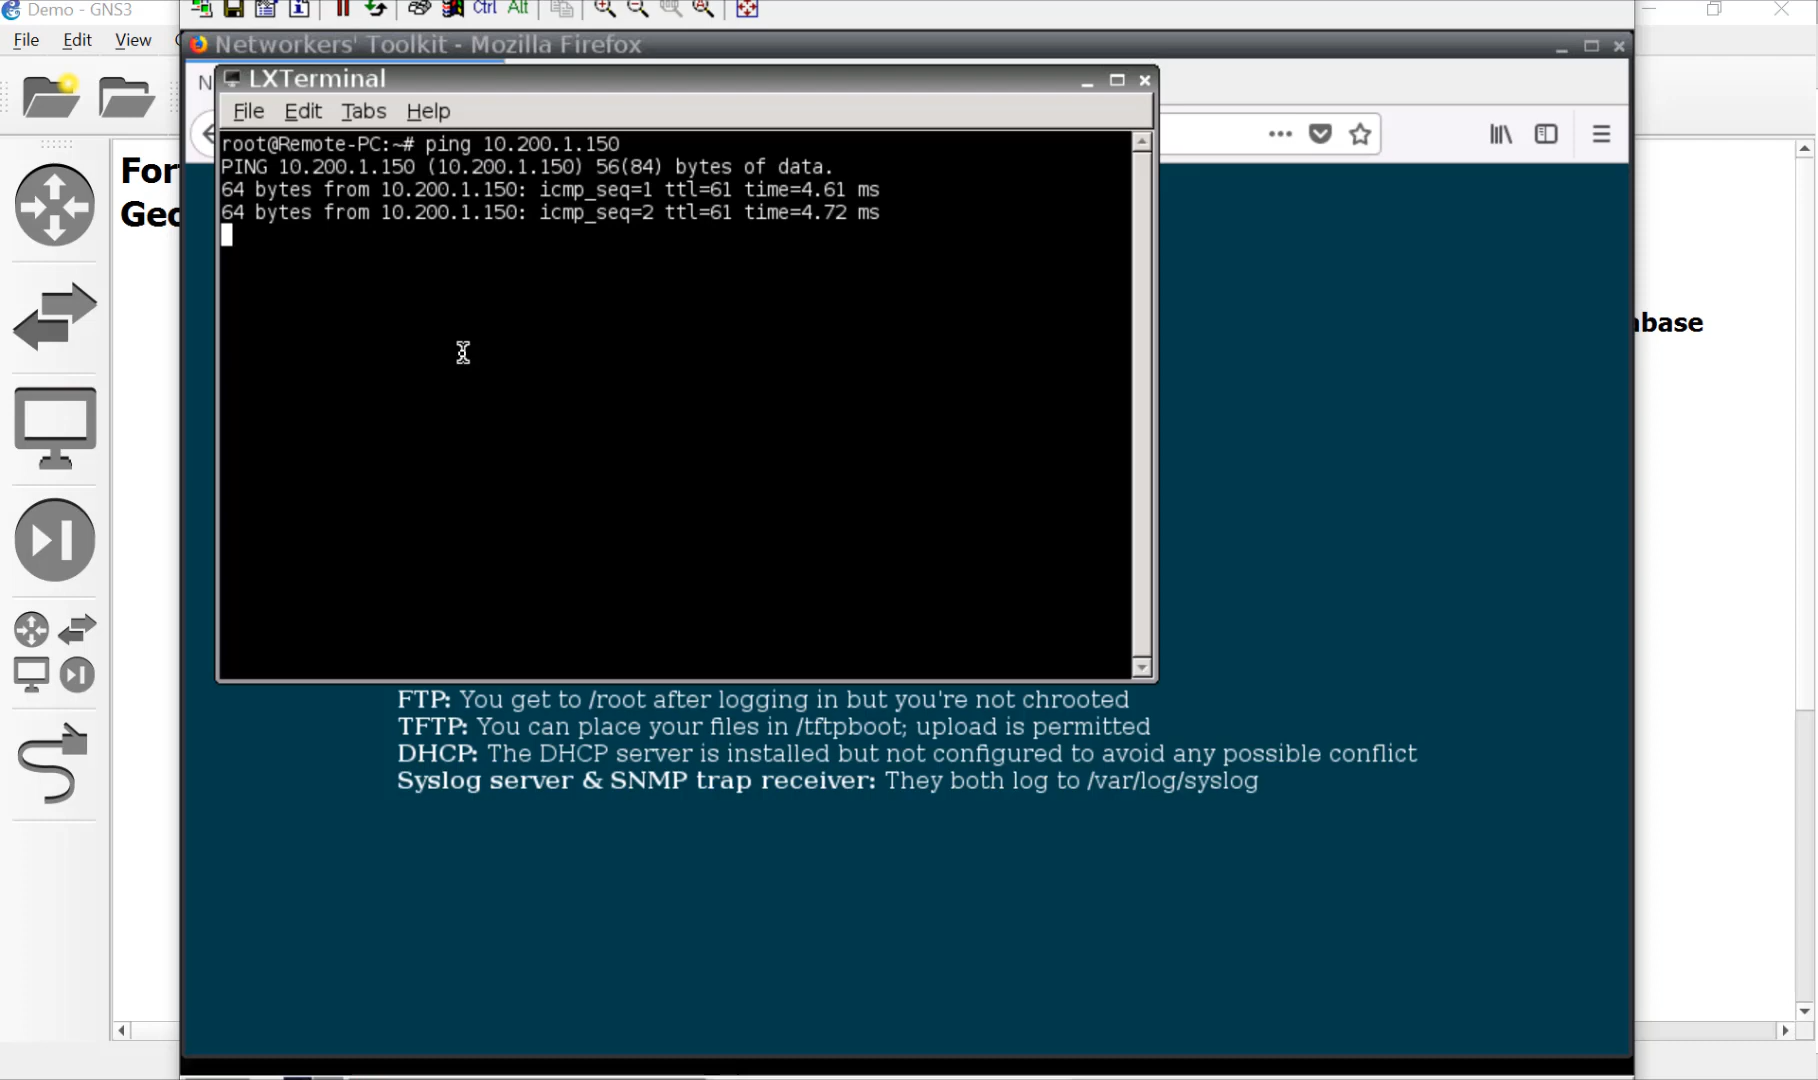 Demo - GNS3
Ctrl Alt
File Edit View
Networkers' Toolkit - Mozilla Firefox
LXTerminal
File Edit Tabs Help
root@Remote-PC:~# ping 10.200.1.150
PING 10.200.1.150 (10.200.1.150) 56(84) bytes of data.
64 bytes from 10.200.1.150: icmp_seq=1 ttl=61 time=4.61 ms
64 bytes from 10.200.1.150: icmp_seq=2 ttl=61 time=4.72 ms
For
Geo
abase
FTP: You get to /root after logging in but you're not chrooted
TFTP: You can place your files in /tftpboot; upload is permitted
DHCP: The DHCP server is installed but not configured to avoid any possible conflict
Syslog server & SNMP trap receiver: They both log to /var/log/syslog